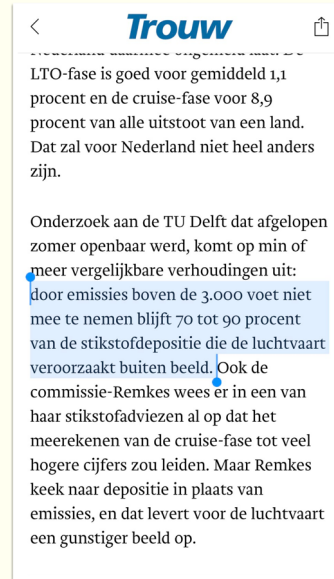 Trouw
Nederland daarmee ongemoeid laat. De
LTO-fase is goed voor gemiddeld 1,1
procent en de cruise-fase voor 8,9
procent van alle uitstoot van een land.
Dat zal voor Nederland niet heel anders
zijn.
Onderzoek aan de TU Delft dat afgelopen
zomer openbaar werd, komt op min of
meer vergelijkbare verhoudingen uit:
door emissies boven de 3.000 voet niet
mee te nemen blijft 70 tot 90 procent
van de stikstofdepositie die de luchtvaart
veroorzaakt buiten beeld. Ook de
commissie-Remkes wees er in een van
haar stikstofadviezen al op dat het
meerekenen van de cruise-fase tot veel
hogere cijfers zou leiden. Maar Remkes
keek naar depositie in plaats van
emissies, en dat levert voor de luchtvaart
een gunstiger beeld op.